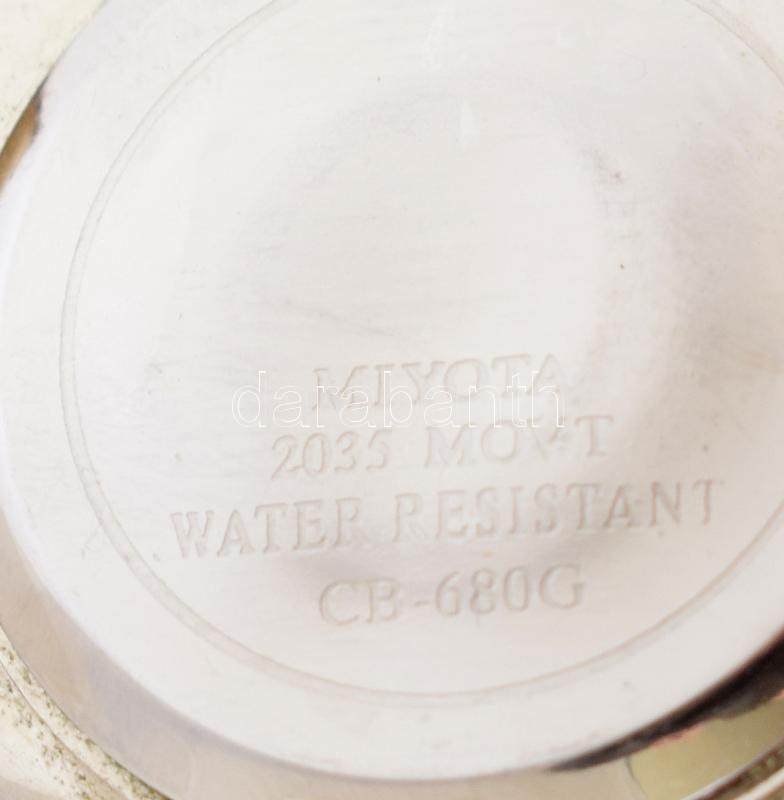 MIYOTA
darabanth
2035 MOV'T
WATER RESISTANT
CB-680G